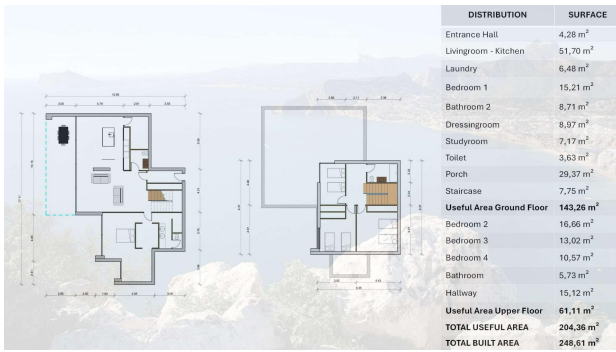 DISTRIBUTION SURFACE
Entrance Hall 4,28 m²
Livingroom - Kitchen 51,70 m²
Laundry 6,48 m²
Bedroom 1 15,21 m²
Bathroom 2 8,71 m²
Dressingroom 8,97 m²
Studyroom 7,17 m²
Toilet 3,63 m²
Porch 29,37 m²
Staircase 7,75 m²
Useful Area Ground Floor 143,26 m²
Bedroom 2 16,66 m²
Bedroom 3 13,02 m²
Bedroom 4 10,57 m²
Bathroom 5,73 m²
Hallway 15,12 m²
Useful Area Upper Floor 61,11 m²
TOTAL USEFUL AREA 204,36 m²
TOTAL BUILT AREA 248,61 m²